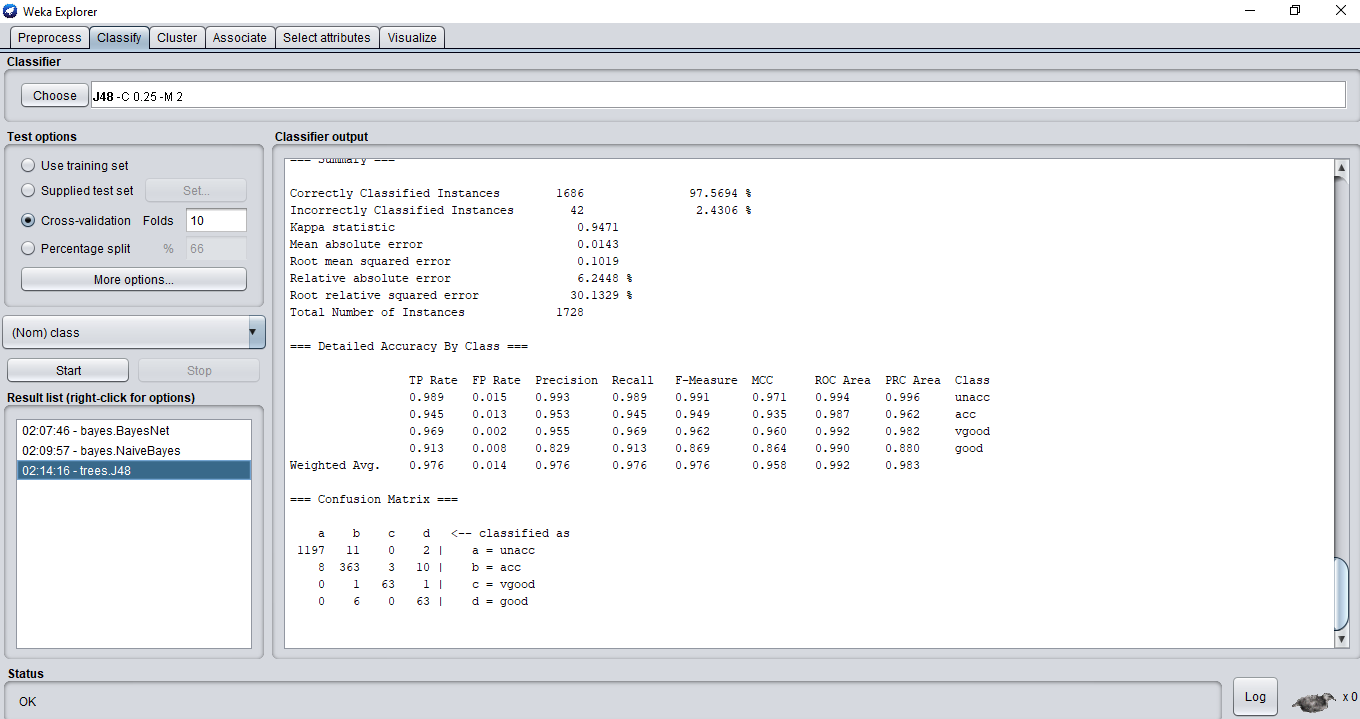 Weka Explorer
Preprocess Classify Cluster Associate Select attributes Visualize
Classifier
Choose J48 -C 0.25 -M 2
Test options
Use training set
Supplied test set Set...
Cross-validation Folds 10
Percentage split % 66
More options...
(Nom) class
Start Stop
Result list (right-click for options)
02:07:46 - bayes.BayesNet
02:09:57 - bayes.NaiveBayes
02:14:16 - trees.J48
Classifier output
=== Summary ===
Correctly Classified Instances 1686 97.5694 %
Incorrectly Classified Instances 42 2.4306 %
Kappa statistic 0.9471
Mean absolute error 0.0143
Root mean squared error 0.1019
Relative absolute error 6.2448 %
Root relative squared error 30.1329 %
Total Number of Instances 1728
=== Detailed Accuracy By Class ===
TP Rate FP Rate Precision Recall F-Measure MCC ROC Area PRC Area Class
0.989 0.015 0.993 0.989 0.991 0.971 0.994 0.996 unacc
0.945 0.013 0.953 0.945 0.949 0.935 0.987 0.962 acc
0.969 0.002 0.955 0.969 0.962 0.960 0.992 0.982 vgood
0.913 0.008 0.829 0.913 0.869 0.864 0.990 0.880 good
Weighted Avg. 0.976 0.014 0.976 0.976 0.976 0.958 0.992 0.983
=== Confusion Matrix ===
a b c d <-- classified as
1197 11 0 2 | a = unacc
8 363 3 10 | b = acc
0 1 63 1 | c = vgood
0 6 0 63 | d = good
Status
OK
Log x 0